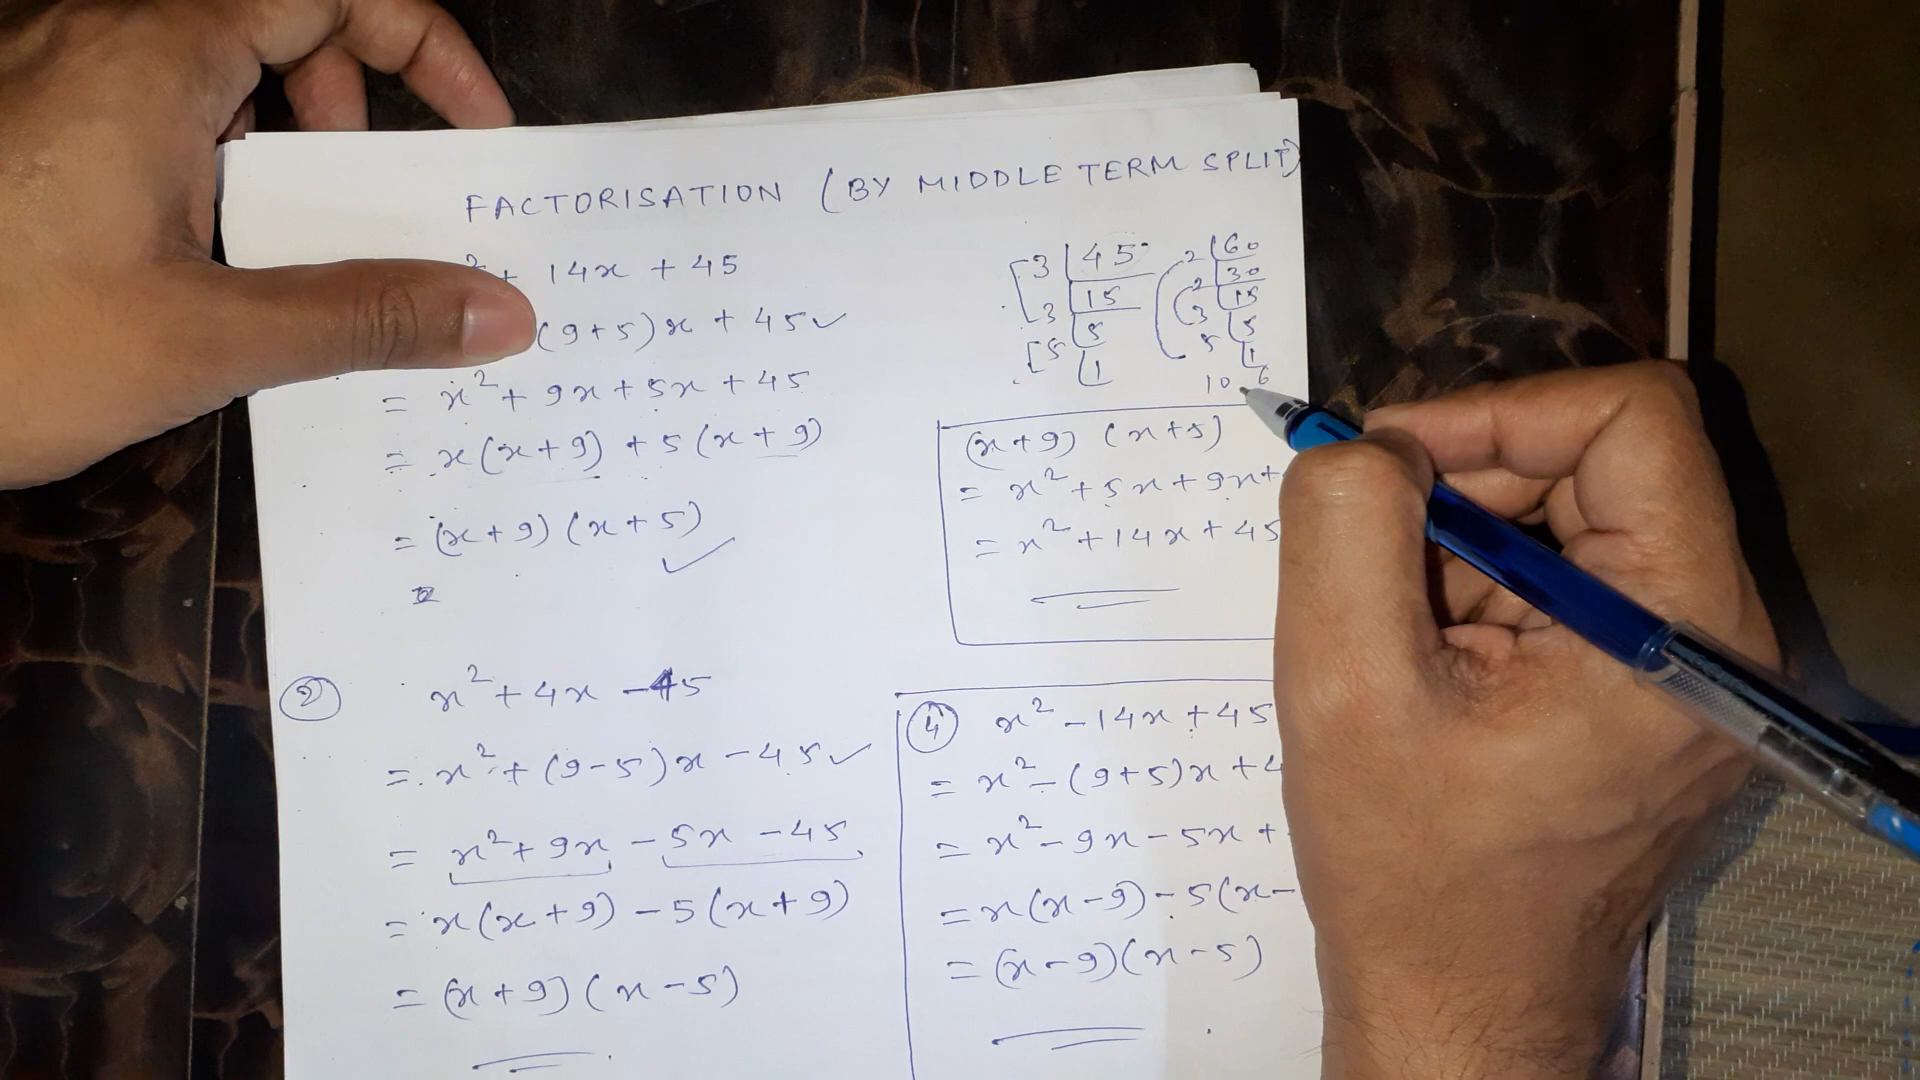 FACTORISATION (BY MIDDLE TERM SPLIT)
² + 14x + 45
(9+5)x + 45 ✓
= x² + 9x + 5x + 45
= x(x+9) + 5(x+9)
= (x+9) (x+5)
✓
② x² + 4x - 45
= x² + (9-5)x - 45 ✓
= x² + 9x - 5x - 45
= x(x+9) - 5(x+9)
= (x+9) (x-5)
3 | 45
3 | 15
5 | 5
1
2 | 60
2 | 30
3 | 15
5 | 5
1
10 6
(x+9) (x+5)
= x² + 5x + 9x +
= x² + 14x + 45
④ x² - 14x + 45
= x² - (9+5)x + 4
= x² - 9x - 5x +
= x(x-9) - 5(x-
= (x-9)(x-5)